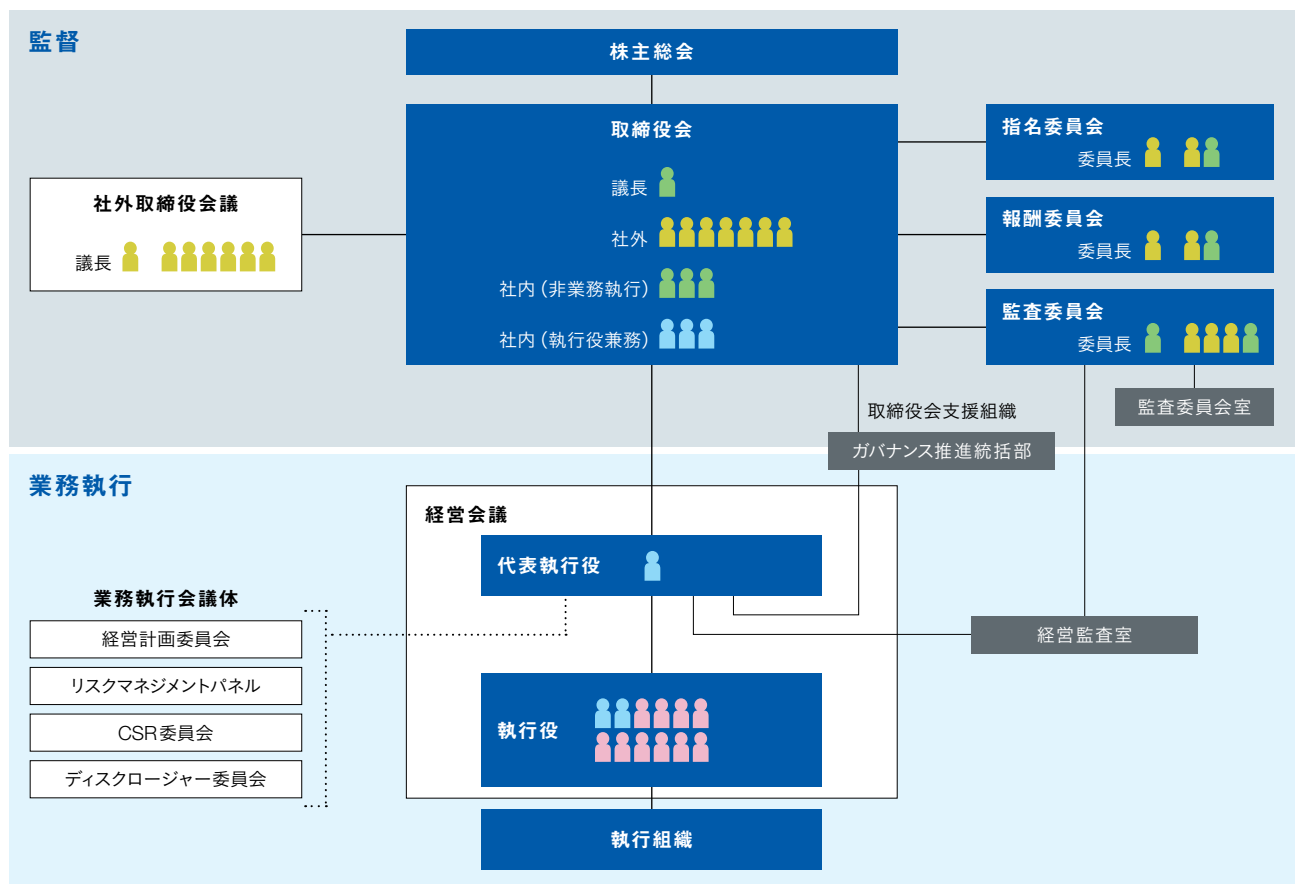 監督
株主総会
取締役会
議長
社外
社内（非業務執行）
社内（執行役兼務）
社外取締役会議
議長
指名委員会
委員長
報酬委員会
委員長
監査委員会
委員長
監査委員会室
取締役会支援組織
ガバナンス推進統括部
業務執行
経営会議
代表執行役
業務執行会議体
経営計画委員会
リスクマネジメントパネル
CSR委員会
ディスクロージャー委員会
経営監査室
執行役
執行組織